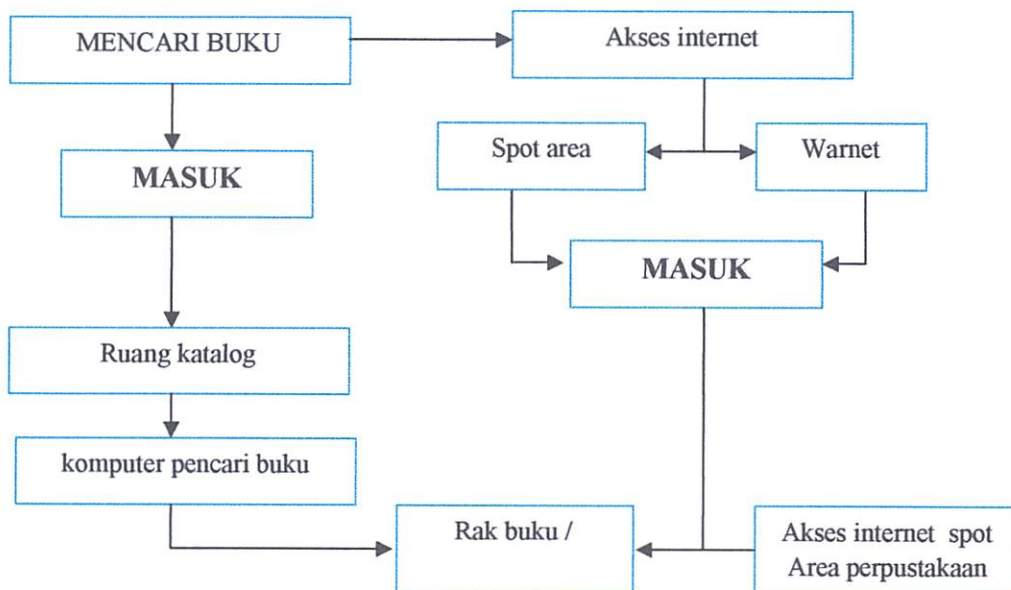 MENCARI BUKU
Akses internet
Spot area
Warnet
MASUK
MASUK
Ruang katalog
komputer pencari buku
Rak buku /
Akses internet spot
Area perpustakaan